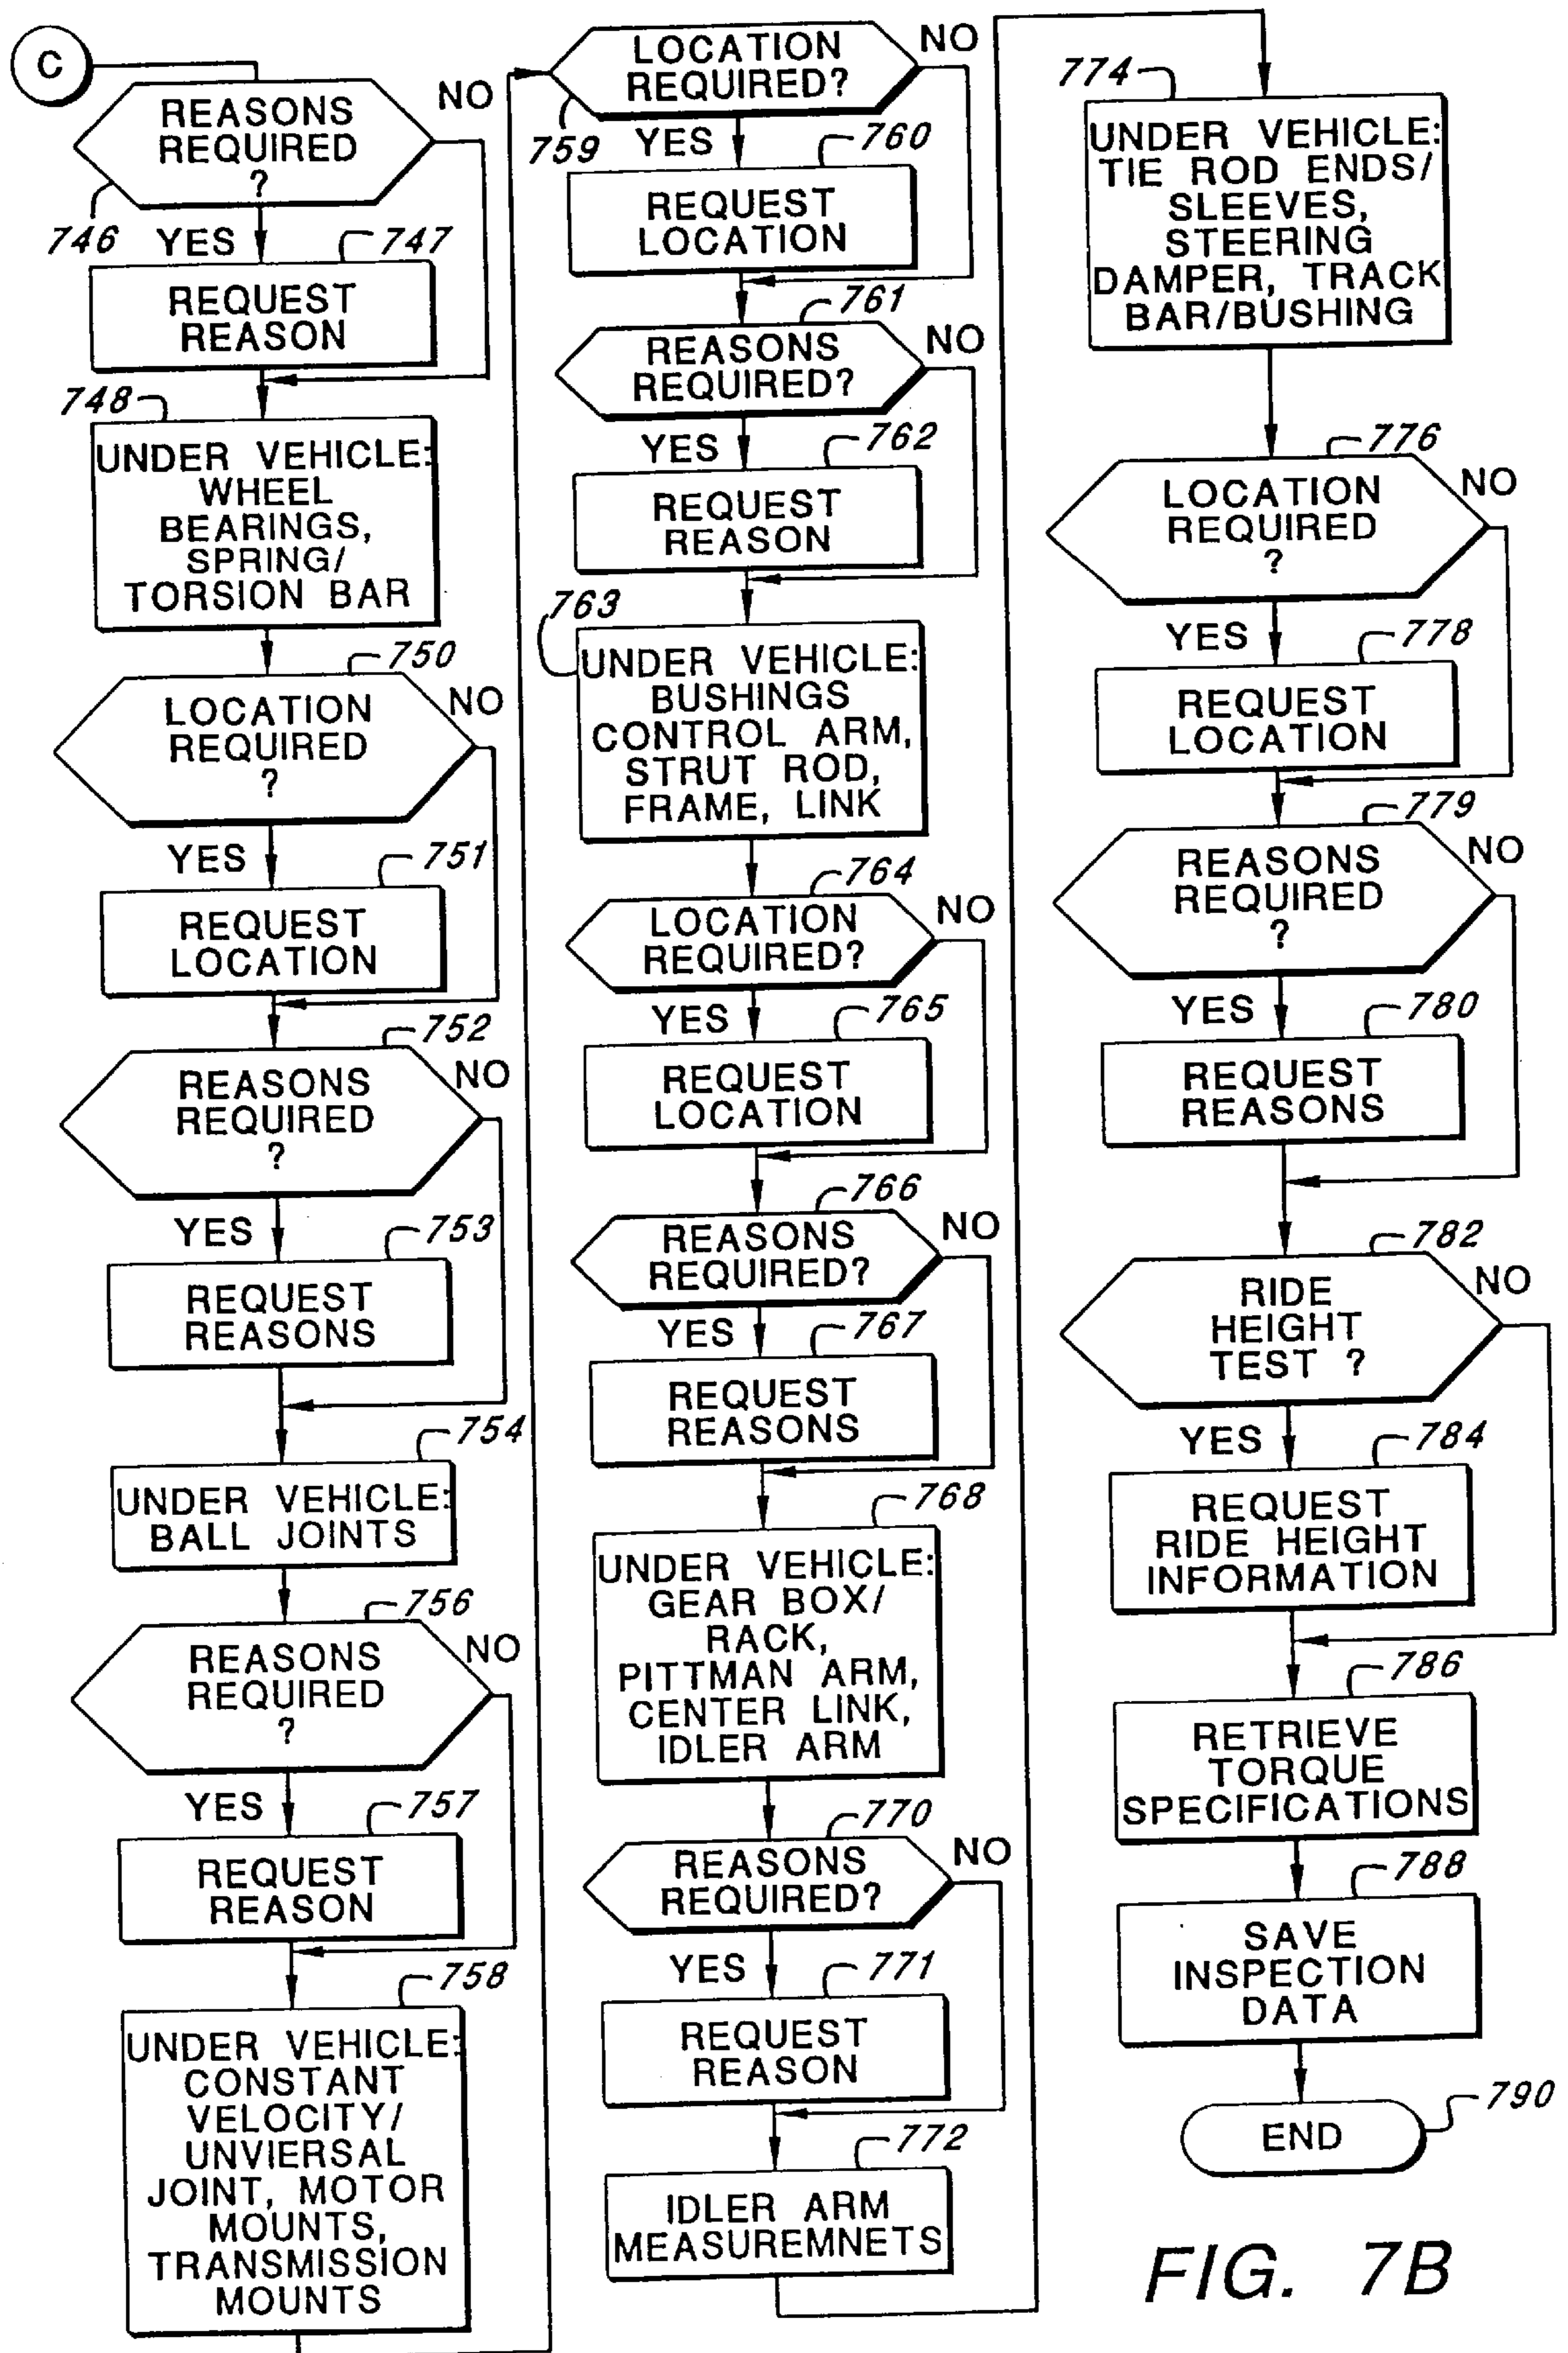 C
REASONS
REQUIRED
?
NO
746
YES
747
REQUEST
REASON
748
UNDER VEHICLE:
WHEEL
BEARINGS,
SPRING/
TORSION BAR
750
LOCATION
REQUIRED
?
NO
YES
751
REQUEST
LOCATION
752
REASONS
REQUIRED
?
NO
YES
753
REQUEST
REASONS
754
UNDER VEHICLE:
BALL JOINTS
756
REASONS
REQUIRED
?
NO
YES
757
REQUEST
REASON
758
UNDER VEHICLE:
CONSTANT
VELOCITY/
UNVIERSAL
JOINT, MOTOR
MOUNTS,
TRANSMISSION
MOUNTS
LOCATION
REQUIRED?
NO
759
YES
760
REQUEST
LOCATION
761
REASONS
REQUIRED?
NO
YES
762
REQUEST
REASON
763
UNDER VEHICLE:
BUSHINGS
CONTROL ARM,
STRUT ROD,
FRAME, LINK
764
LOCATION
REQUIRED?
NO
YES
765
REQUEST
LOCATION
766
REASONS
REQUIRED?
NO
YES
767
REQUEST
REASONS
768
UNDER VEHICLE:
GEAR BOX/
RACK,
PITTMAN ARM,
CENTER LINK,
IDLER ARM
770
REASONS
REQUIRED?
NO
YES
771
REQUEST
REASON
772
IDLER ARM
MEASUREMNETS
774
UNDER VEHICLE:
TIE ROD ENDS/
SLEEVES,
STEERING
DAMPER, TRACK
BAR/BUSHING
776
LOCATION
REQUIRED
?
NO
YES
778
REQUEST
LOCATION
779
REASONS
REQUIRED
?
NO
YES
780
REQUEST
REASONS
782
RIDE
HEIGHT
TEST ?
NO
YES
784
REQUEST
RIDE HEIGHT
INFORMATION
786
RETRIEVE
TORQUE
SPECIFICATIONS
788
SAVE
INSPECTION
DATA
END
790
FIG. 7B